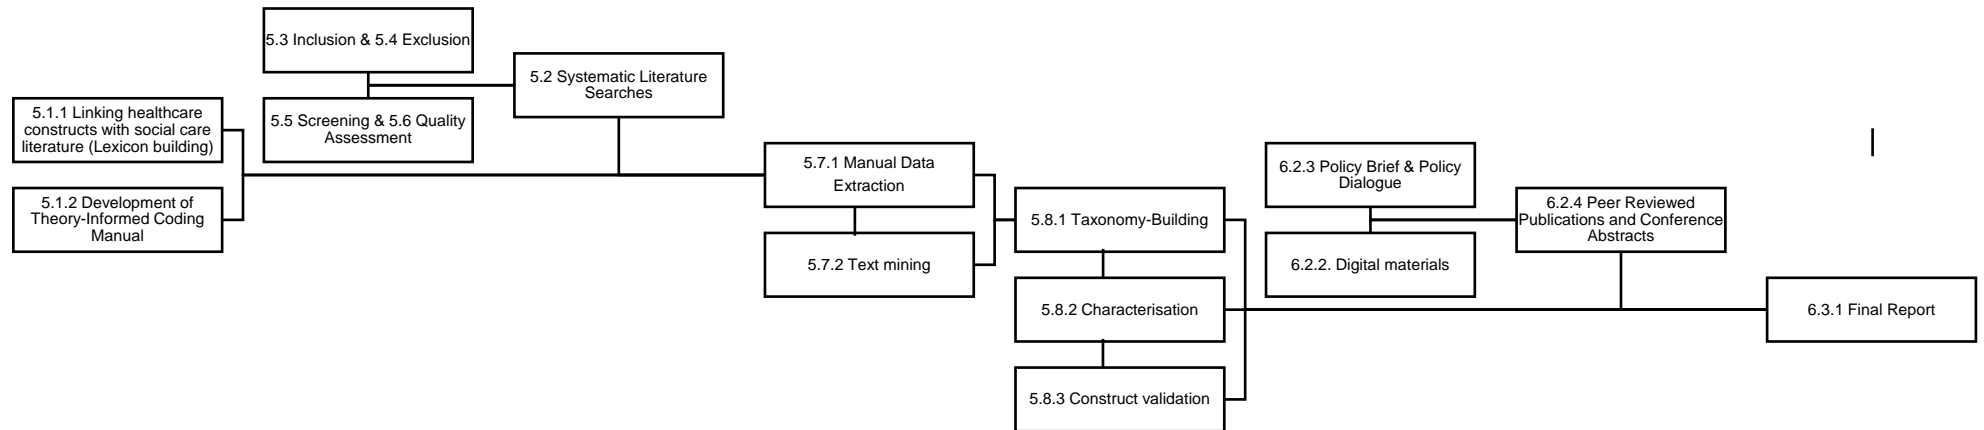 5.3 Inclusion & 5.4 Exclusion
5.2 Systematic Literature
Searches
5.1.1 Linking healthcare
constructs with social care
literature (Lexicon building)
5.5 Screening & 5.6 Quality
Assessment
5.1.2 Development of
Theory-Informed Coding
Manual
5.7.1 Manual Data
Extraction
5.7.2 Text mining
5.8.1 Taxonomy-Building
5.8.2 Characterisation
5.8.3 Construct validation
6.2.3 Policy Brief & Policy
Dialogue
6.2.2. Digital materials
6.2.4 Peer Reviewed
Publications and Conference
Abstracts
6.3.1 Final Report